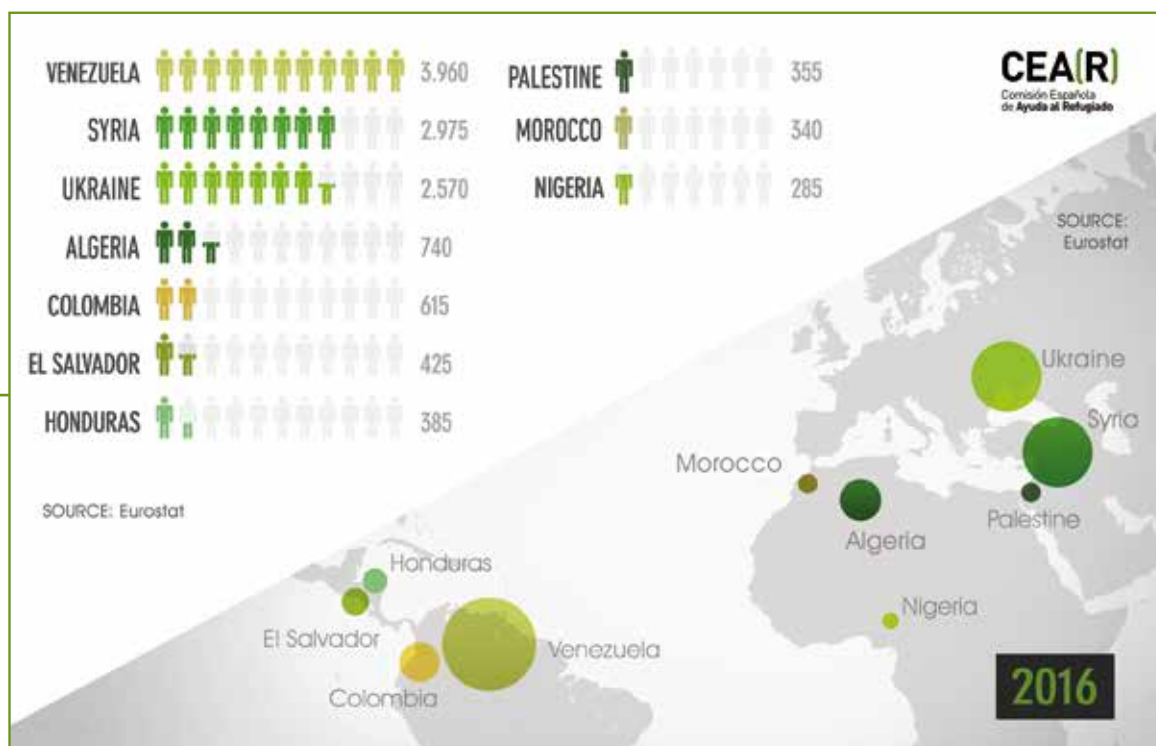 VENEZUELA 3.960
SYRIA 2.975
UKRAINE 2.570
ALGERIA 740
COLOMBIA 615
EL SALVADOR 425
HONDURAS 385
SOURCE: Eurostat
PALESTINE 355
MOROCCO 340
NIGERIA 285
CEA(R)
Comisión Española
de Ayuda al Refugiado
SOURCE:
Eurostat
Ukraine
Syria
Morocco
Palestine
Algeria
Honduras
Nigeria
El Salvador
Venezuela
Colombia
2016